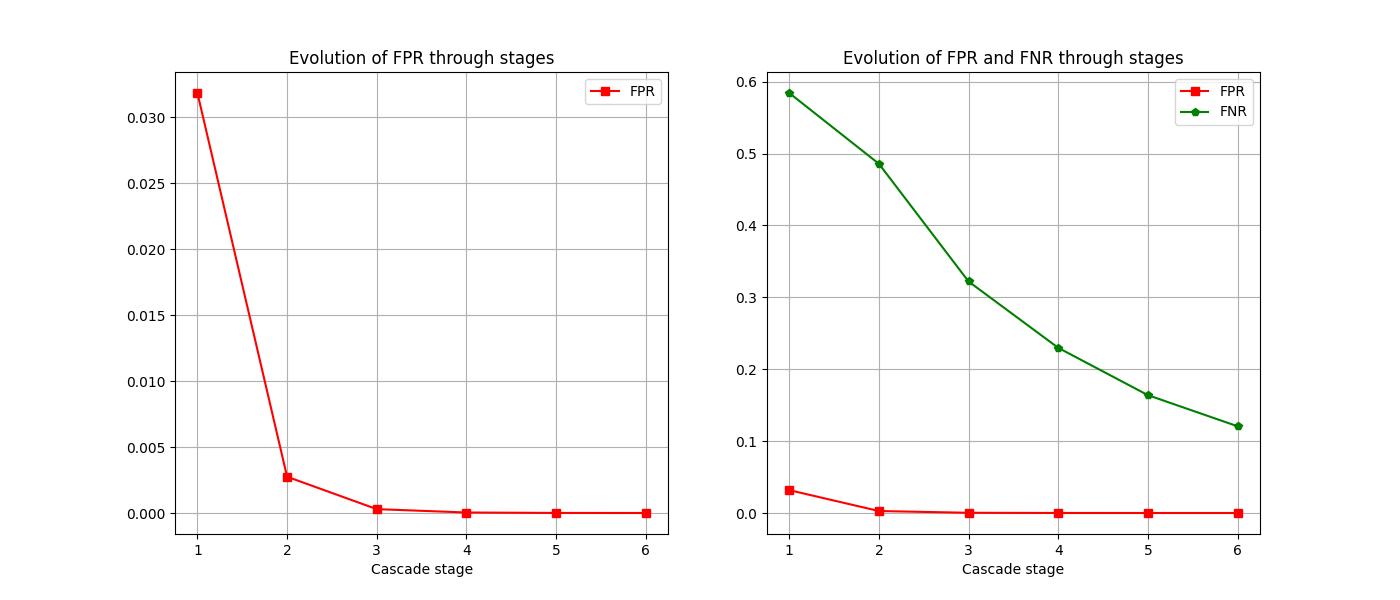 Evolution of FPR through stages
FPR
0.030
0.025
0.020
0.015
0.010
0.005
0.000
1 2 3 4 5 6
Cascade stage
Evolution of FPR and FNR through stages
FPR
FNR
0.6
0.5
0.4
0.3
0.2
0.1
0.0
1 2 3 4 5 6
Cascade stage